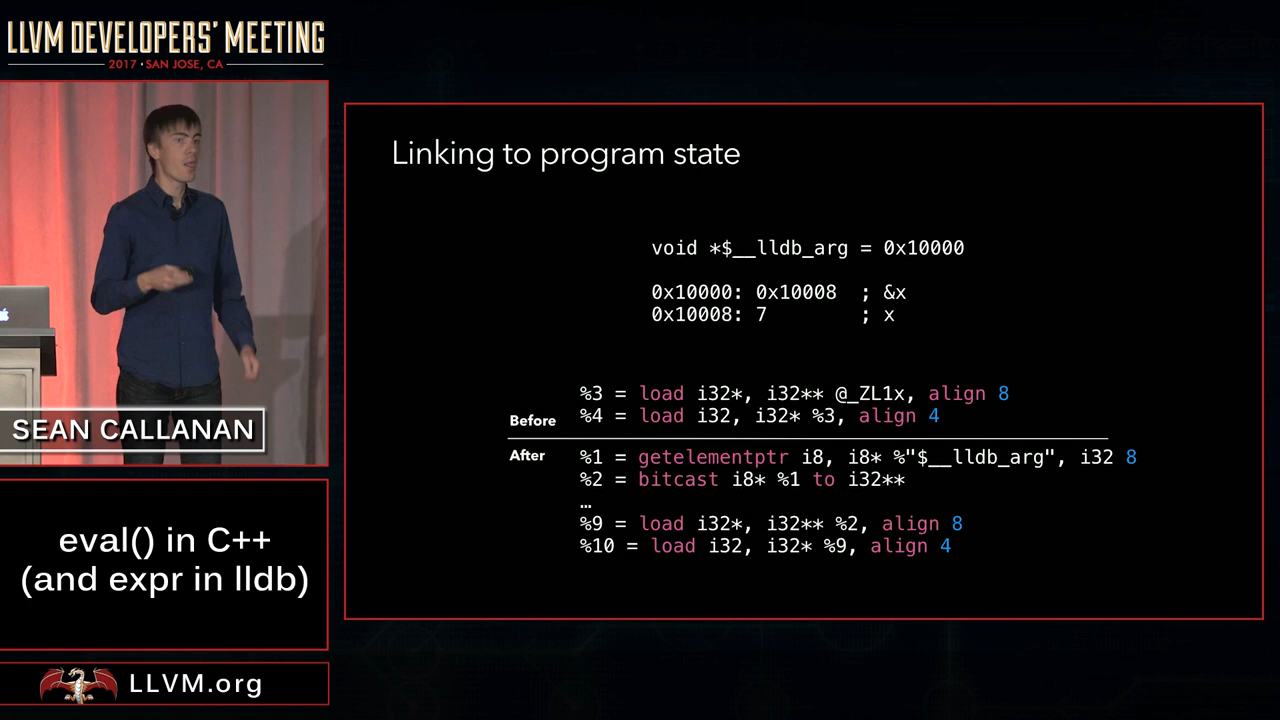 LLVM DEVELOPERS' MEETING
2017 · SAN JOSE, CA
SEAN CALLANAN
eval() in C++
(and expr in lldb)
LLVM.org
Linking to program state
void *$__lldb_arg = 0x10000
0x10000: 0x10008 ; &x
0x10008: 7 ; x
Before
%3 = load i32*, i32** @_ZL1x, align 8
%4 = load i32, i32* %3, align 4
After
%1 = getelementptr i8, i8* %"$__lldb_arg", i32 8
%2 = bitcast i8* %1 to i32**
…
%9 = load i32*, i32** %2, align 8
%10 = load i32, i32* %9, align 4